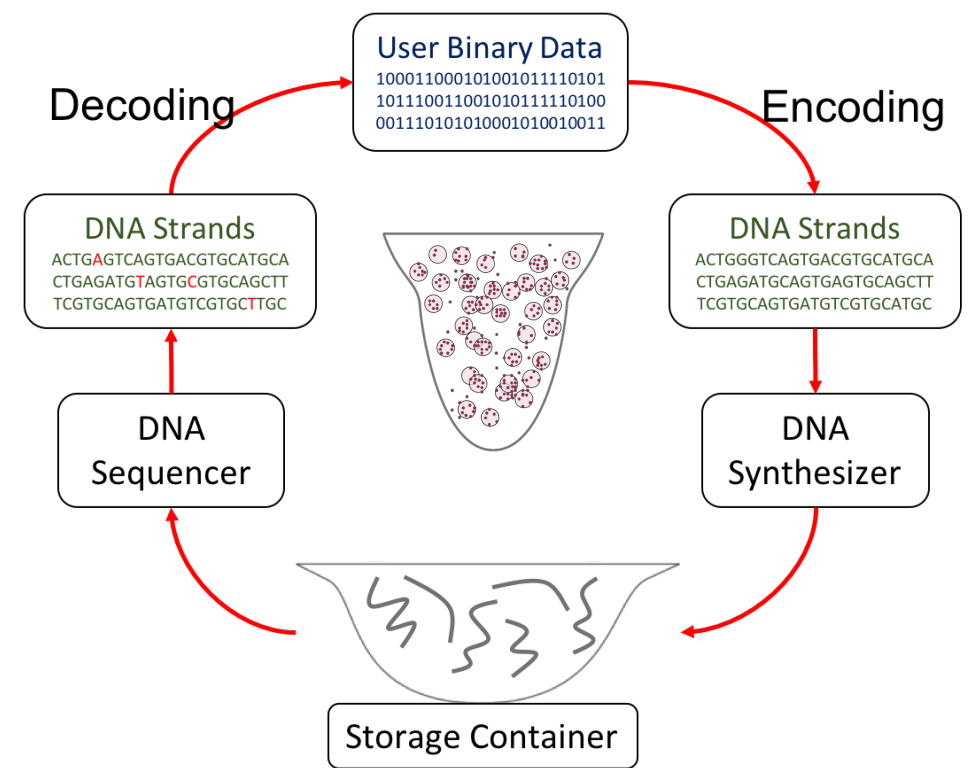 User Binary Data
1000110001010010111110101
1011100110010101111110100
0011101010100010100100011
Decoding
Encoding
DNA Strands
ACTGAGTCAGTGACGTGCATGCA
CTGAGATGTAGTGCGTGCAGCTT
TCGTGCAGTGATGTCGTGCTTGC
DNA Strands
ACTGGGTCAGTGACGTGCATGCA
CTGAGATGCAGTGAGTGCAGCTT
TCGTGCAGTGATGTCGTGCATGC
DNA
Sequencer
DNA
Synthesizer
Storage Container